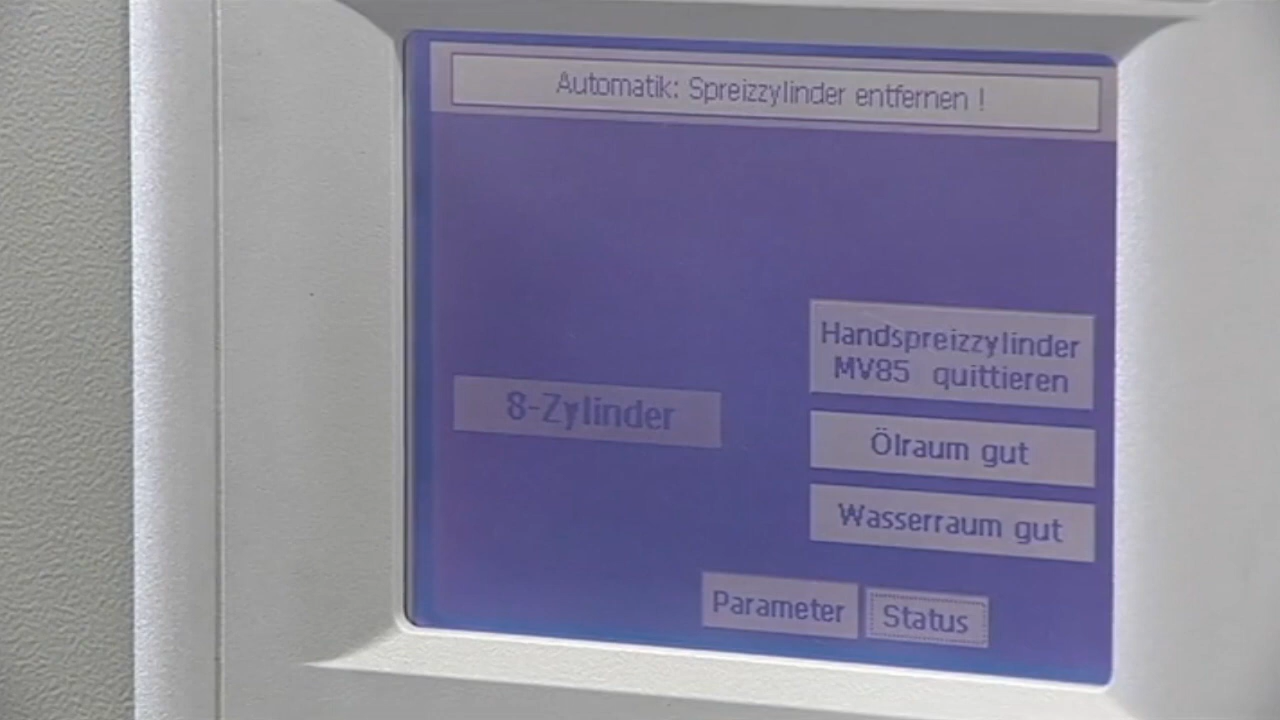 Automatik: Spreizzylinder entfernen !
Handspreizzylinder
MV85 quittieren
8-Zylinder
Ölraum gut
Wasserraum gut
Parameter
Status